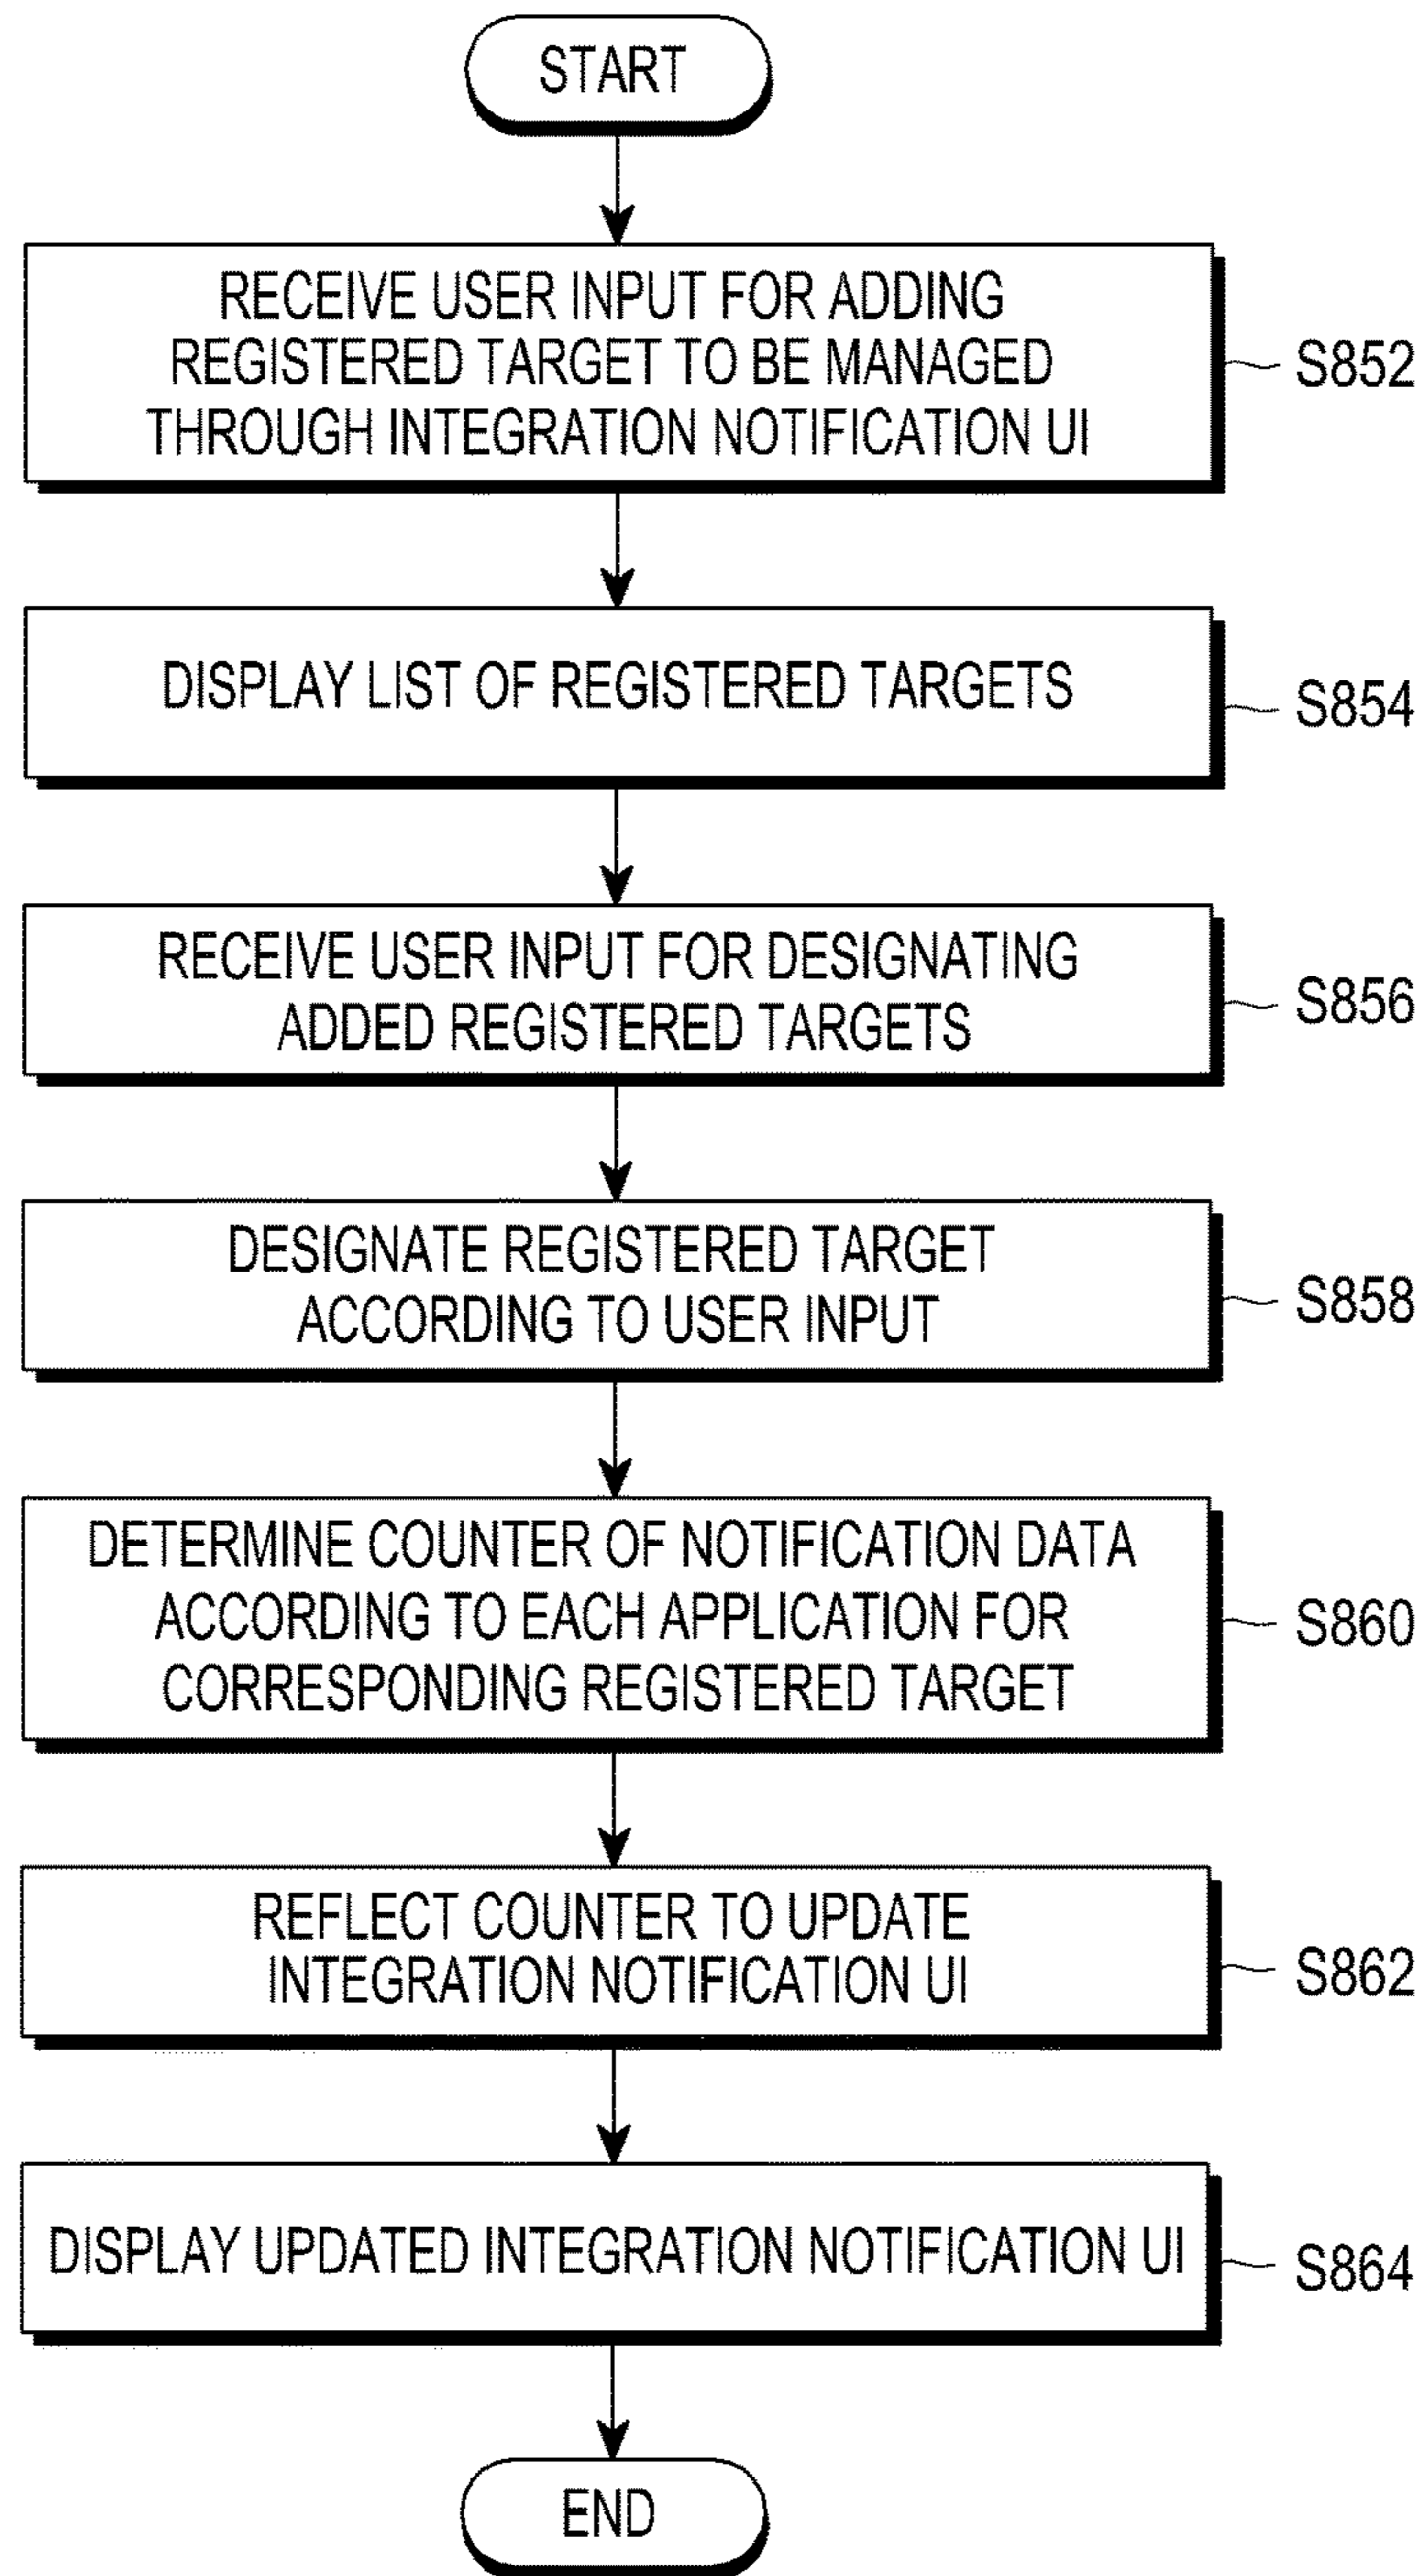 START
RECEIVE USER INPUT FOR ADDING
REGISTERED TARGET TO BE MANAGED
THROUGH INTEGRATION NOTIFICATION UI
S852
DISPLAY LIST OF REGISTERED TARGETS
S854
RECEIVE USER INPUT FOR DESIGNATING
ADDED REGISTERED TARGETS
S856
DESIGNATE REGISTERED TARGET
ACCORDING TO USER INPUT
S858
DETERMINE COUNTER OF NOTIFICATION DATA
ACCORDING TO EACH APPLICATION FOR
CORRESPONDING REGISTERED TARGET
S860
REFLECT COUNTER TO UPDATE
INTEGRATION NOTIFICATION UI
S862
DISPLAY UPDATED INTEGRATION NOTIFICATION UI
S864
END